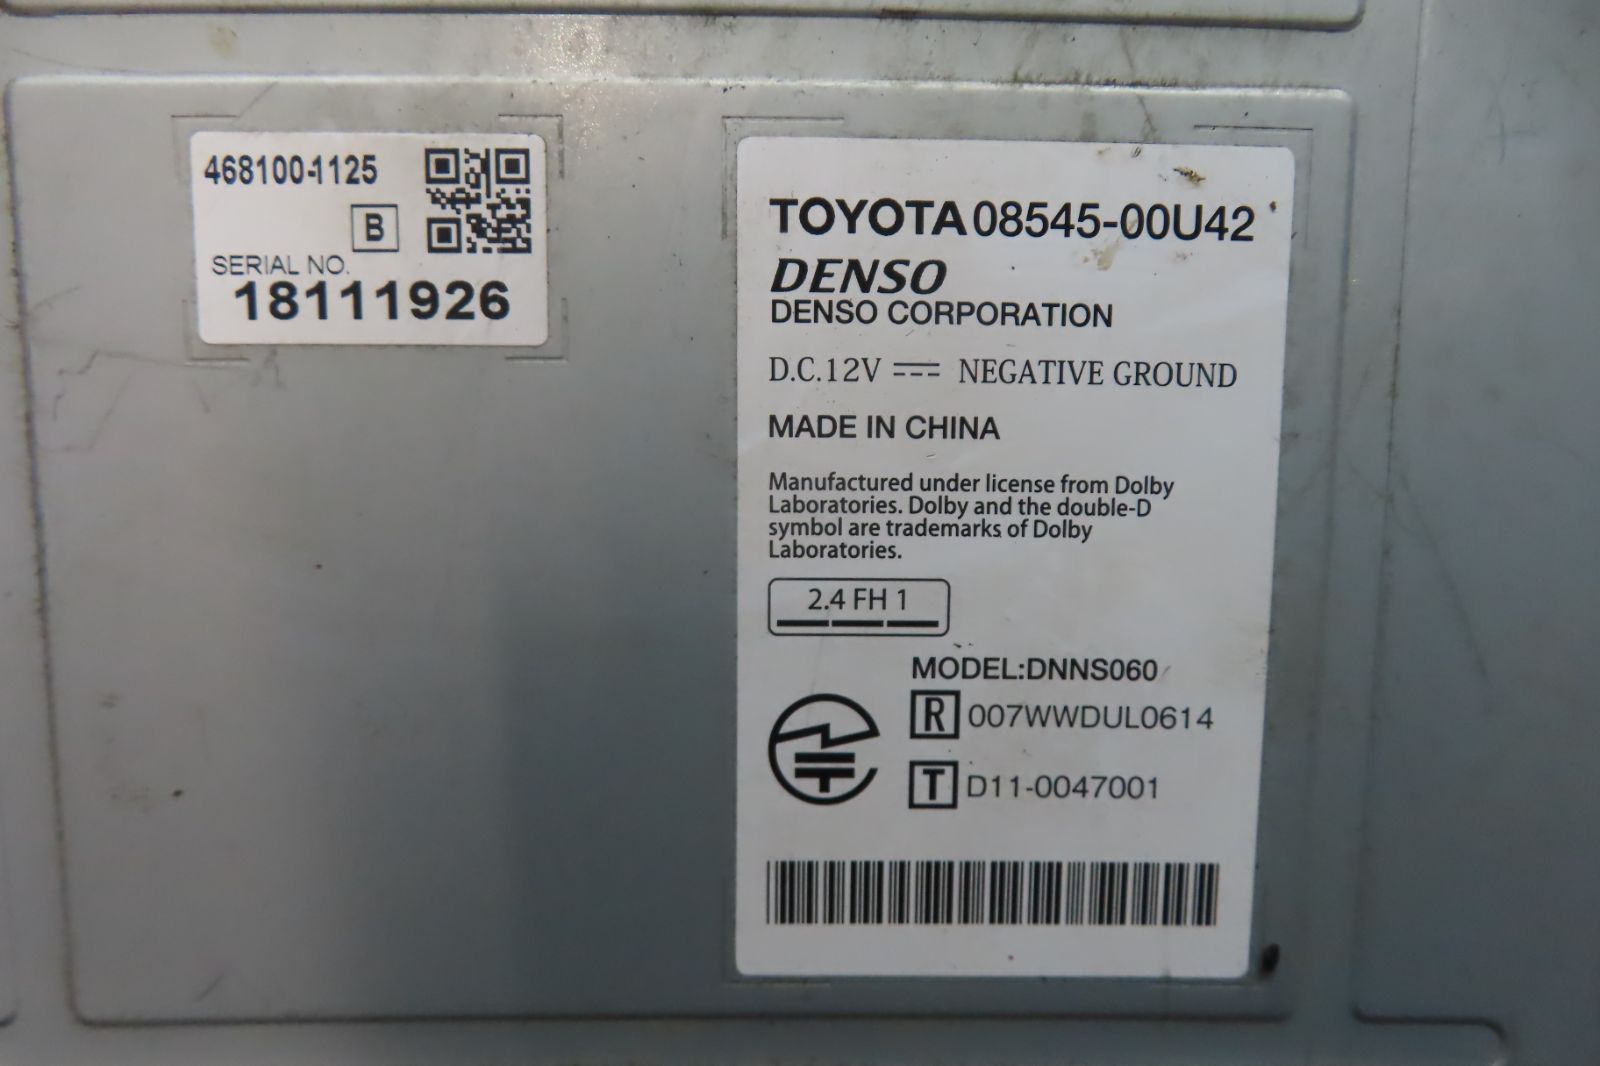 468100-1125
B
SERIAL NO.
18111926
TOYOTA 08545-00U42
DENSO
DENSO CORPORATION
D.C.12V NEGATIVE GROUND
MADE IN CHINA
Manufactured under license from Dolby
Laboratories. Dolby and the double-D
symbol are trademarks of Dolby
Laboratories.
2.4 FH 1
MODEL:DNNS060
R 007WWDUL0614
T D11-0047001